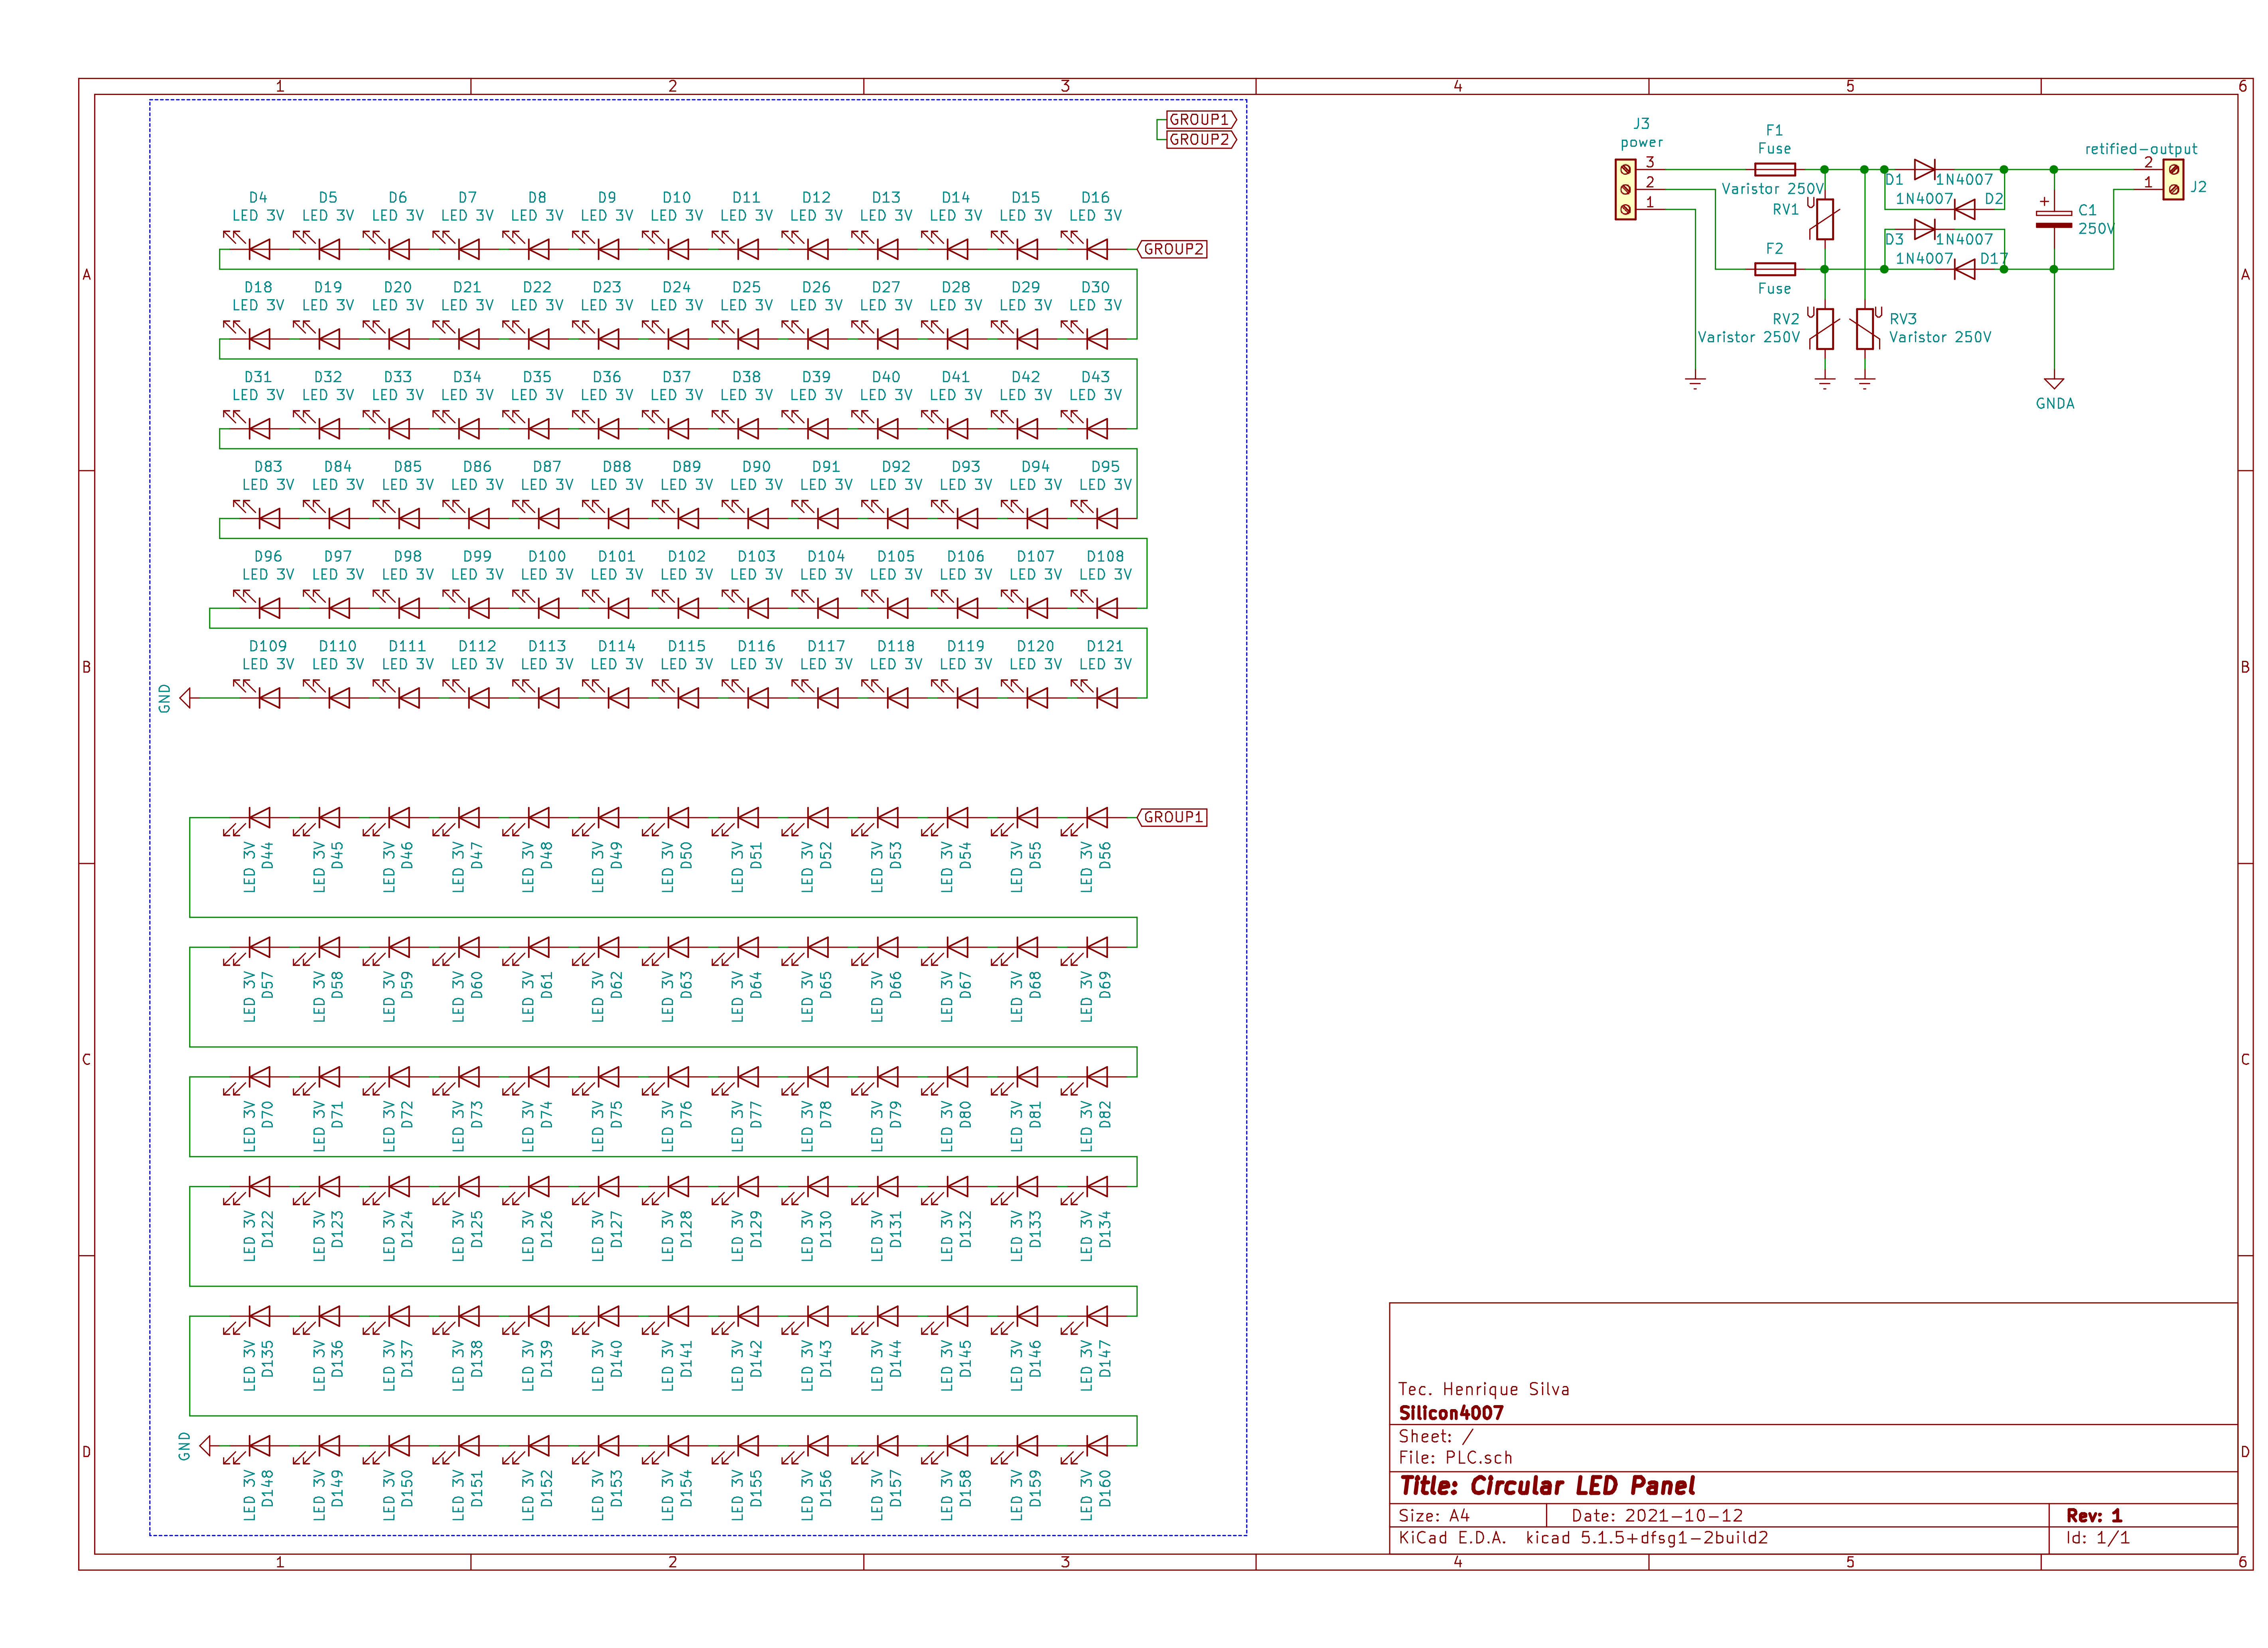 1 2 3 4 5 6
GROUP1
GROUP2
J3
power
3
2
1
F1
Fuse
Varistor 250V
RV1
U
F2
Fuse
D1 1N4007
1N4007 D2
D3 1N4007
1N4007 D17
+
C1
250V
retified-output
2
1
J2
RV2
Varistor 250V
U
U
RV3
Varistor 250V
GNDA
A
A
D4 D5 D6 D7 D8 D9 D10 D11 D12 D13 D14 D15 D16
LED 3V LED 3V LED 3V LED 3V LED 3V LED 3V LED 3V LED 3V LED 3V LED 3V LED 3V LED 3V LED 3V
GROUP2
D18 D19 D20 D21 D22 D23 D24 D25 D26 D27 D28 D29 D30
LED 3V LED 3V LED 3V LED 3V LED 3V LED 3V LED 3V LED 3V LED 3V LED 3V LED 3V LED 3V LED 3V
D31 D32 D33 D34 D35 D36 D37 D38 D39 D40 D41 D42 D43
LED 3V LED 3V LED 3V LED 3V LED 3V LED 3V LED 3V LED 3V LED 3V LED 3V LED 3V LED 3V LED 3V
D83 D84 D85 D86 D87 D88 D89 D90 D91 D92 D93 D94 D95
LED 3V LED 3V LED 3V LED 3V LED 3V LED 3V LED 3V LED 3V LED 3V LED 3V LED 3V LED 3V LED 3V
D96 D97 D98 D99 D100 D101 D102 D103 D104 D105 D106 D107 D108
LED 3V LED 3V LED 3V LED 3V LED 3V LED 3V LED 3V LED 3V LED 3V LED 3V LED 3V LED 3V LED 3V
B
B
D109 D110 D111 D112 D113 D114 D115 D116 D117 D118 D119 D120 D121
LED 3V LED 3V LED 3V LED 3V LED 3V LED 3V LED 3V LED 3V LED 3V LED 3V LED 3V LED 3V LED 3V
GND
GROUP1
LED 3V LED 3V LED 3V LED 3V LED 3V LED 3V LED 3V LED 3V LED 3V LED 3V LED 3V LED 3V LED 3V
D44 D45 D46 D47 D48 D49 D50 D51 D52 D53 D54 D55 D56
LED 3V LED 3V LED 3V LED 3V LED 3V LED 3V LED 3V LED 3V LED 3V LED 3V LED 3V LED 3V LED 3V
D57 D58 D59 D60 D61 D62 D63 D64 D65 D66 D67 D68 D69
C
C
LED 3V LED 3V LED 3V LED 3V LED 3V LED 3V LED 3V LED 3V LED 3V LED 3V LED 3V LED 3V LED 3V
D70 D71 D72 D73 D74 D75 D76 D77 D78 D79 D80 D81 D82
LED 3V LED 3V LED 3V LED 3V LED 3V LED 3V LED 3V LED 3V LED 3V LED 3V LED 3V LED 3V LED 3V
D122 D123 D124 D125 D126 D127 D128 D129 D130 D131 D132 D133 D134
LED 3V LED 3V LED 3V LED 3V LED 3V LED 3V LED 3V LED 3V LED 3V LED 3V LED 3V LED 3V LED 3V
D135 D136 D137 D138 D139 D140 D141 D142 D143 D144 D145 D146 D147
D
D
GND
LED 3V LED 3V LED 3V LED 3V LED 3V LED 3V LED 3V LED 3V LED 3V LED 3V LED 3V LED 3V LED 3V
D148 D149 D150 D151 D152 D153 D154 D155 D156 D157 D158 D159 D160
Tec. Henrique Silva
Silicon4007
Sheet: /
File: PLC.sch
Title: Circular LED Panel
Size: A4 Date: 2021-10-12 Rev: 1
KiCad E.D.A. kicad 5.1.5+dfsg1-2build2 Id: 1/1
1 2 3 4 5 6